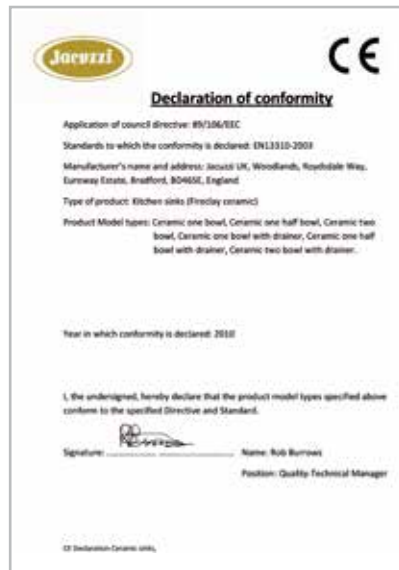 Jacuzzi
CE
Declaration of conformity
Application of council directive: 89/106/EEC
Standards to which the conformity is declared: EN13310-2003
Manufacturer's name and address: Jacuzzi UK, Woodlands, Roydsdale Way,
Euroway Estate, Bradford, BD46SE, England
Type of product: Kitchen sinks (Fireclay ceramic)
Product Model types: Ceramic one bowl, Ceramic one half bowl, Ceramic two
bowl, Ceramic one bowl with drainer, Ceramic one half
bowl with drainer, Ceramic two bowl with drainer.
Year in which conformity is declared: 2010
I, the undersigned, hereby declare that the product model types specified above
conform to the specified Directive and Standard.
Signature: Name: Rob Burrows
Position: Quality Technical Manager
CE Declaration Ceramic sinks,